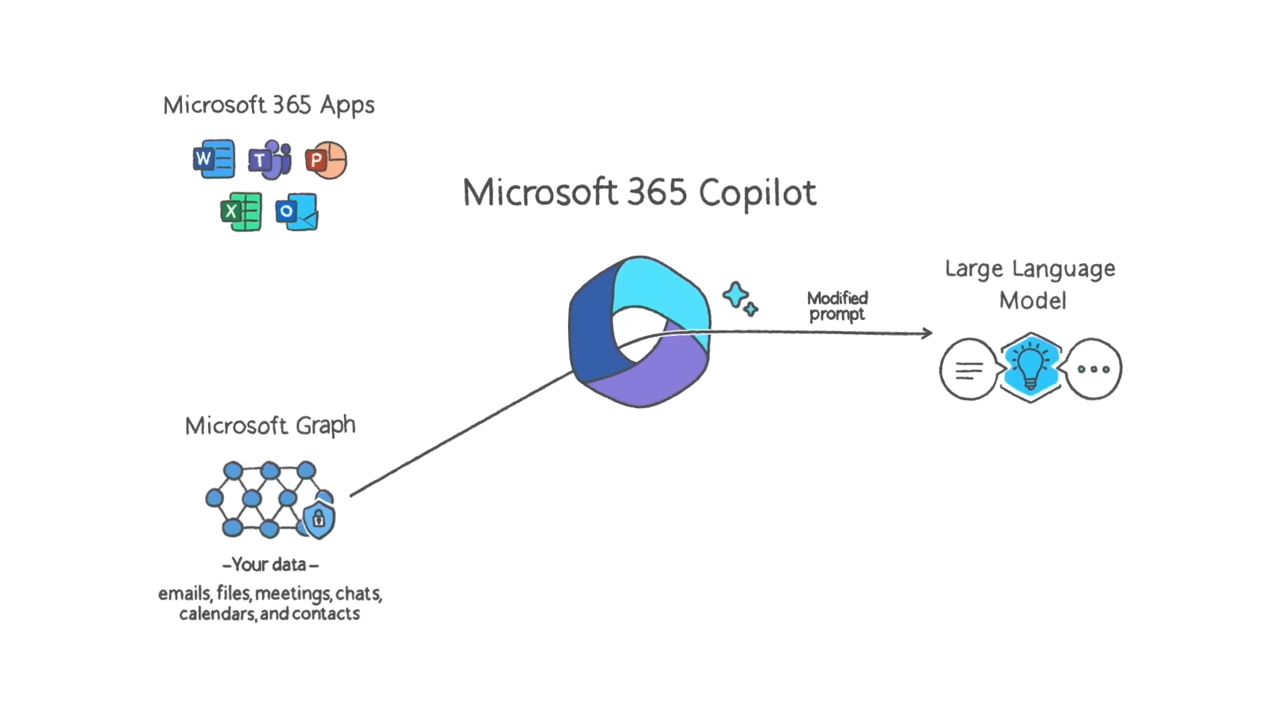 Microsoft 365 Apps
W
T
P
X
O
Microsoft 365 Copilot
Large Language
Model
Modified
prompt
Microsoft Graph
–Your data–
emails, files, meetings, chats,
calendars, and contacts